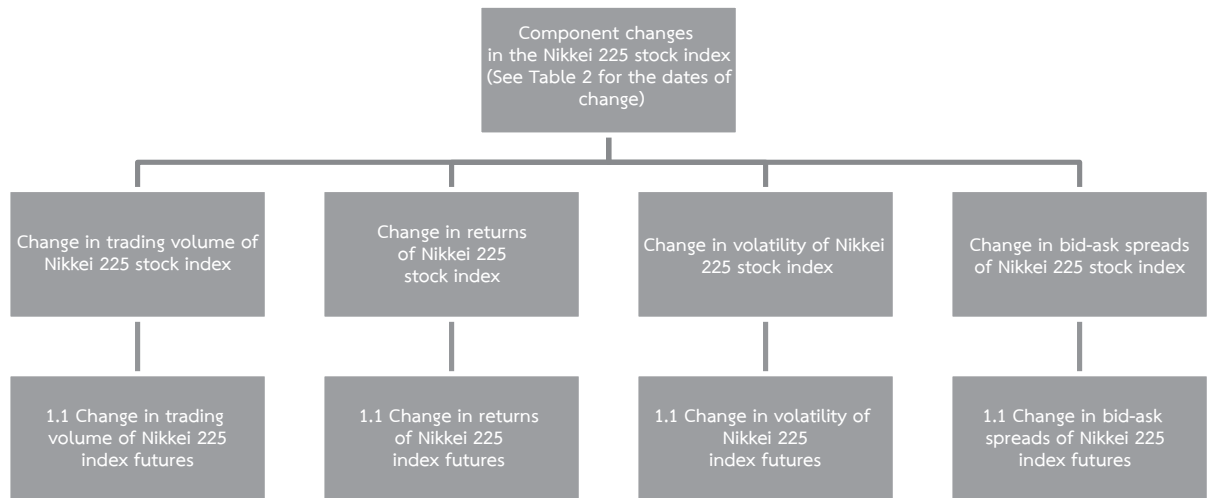 Component changes
in the Nikkei 225 stock index
(See Table 2 for the dates of
change)
Change in trading volume of
Nikkei 225 stock index
Change in returns
of Nikkei 225
stock index
Change in volatility of Nikkei
225 stock index
Change in bid-ask spreads
of Nikkei 225 stock index
1.1 Change in trading
volume of Nikkei 225
index futures
1.1 Change in returns
of Nikkei 225
index futures
1.1 Change in volatility of
Nikkei 225
index futures
1.1 Change in bid-ask
spreads of Nikkei 225
index futures